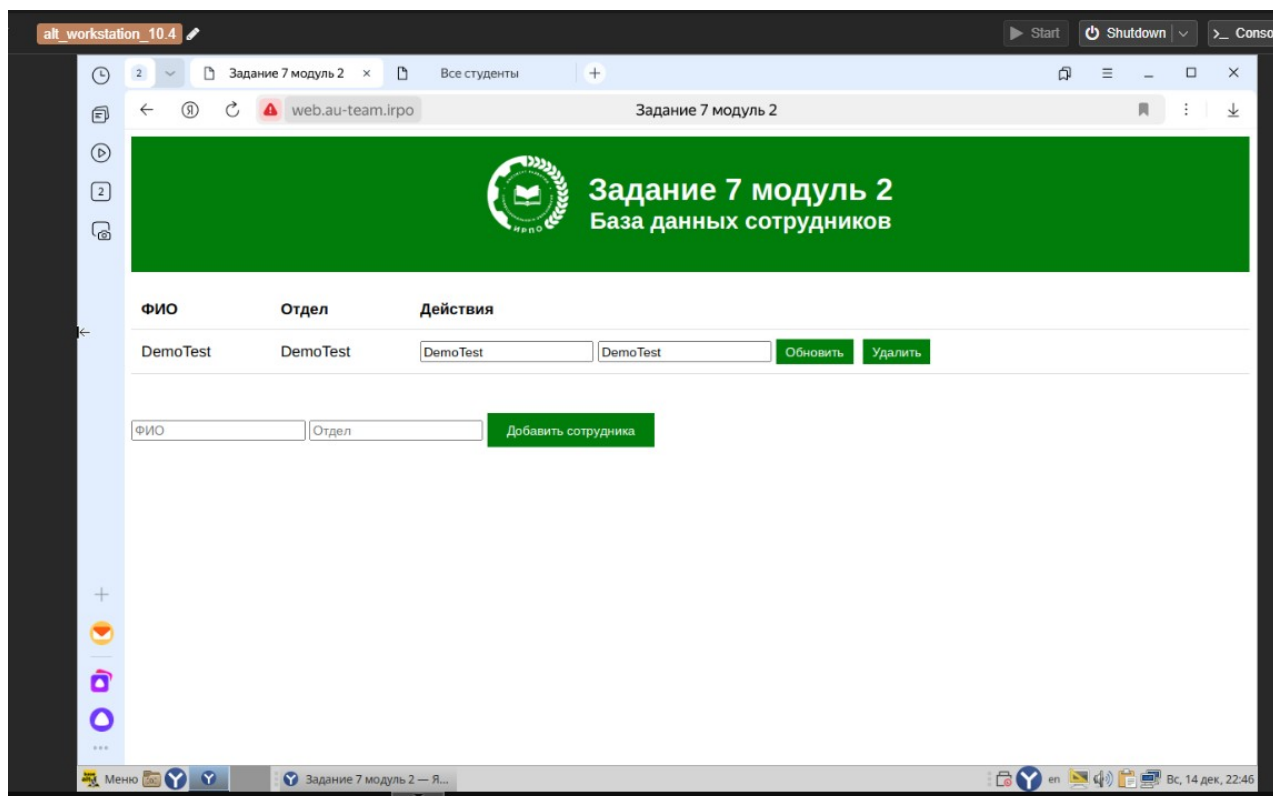 alt_workstation_10.4
Start
Shutdown
>_ Conso
2
Задание 7 модуль 2
Все студенты
web.au-team.irpo
Задание 7 модуль 2
2
ИРПО
Задание 7 модуль 2
База данных сотрудников
ФИО Отдел Действия
DemoTest DemoTest DemoTest DemoTest Обновить Удалить
ФИО Отдел Добавить сотрудника
Меню
Задание 7 модуль 2 — Я...
en
Вс, 14 дек, 22:46